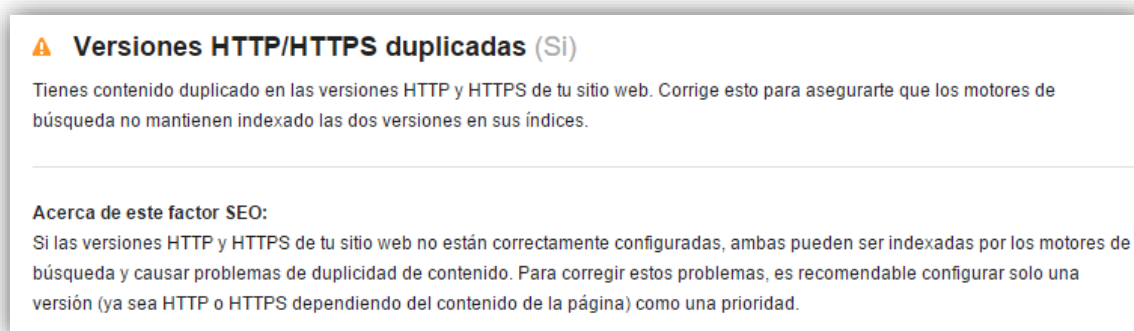 Versiones HTTP/HTTPS duplicadas (Si)
Tienes contenido duplicado en las versiones HTTP y HTTPS de tu sitio web. Corrige esto para asegurarte que los motores de
búsqueda no mantienen indexado las dos versiones en sus índices.
Acerca de este factor SEO:
Si las versiones HTTP y HTTPS de tu sitio web no están correctamente configuradas, ambas pueden ser indexadas por los motores de
búsqueda y causar problemas de duplicidad de contenido. Para corregir estos problemas, es recomendable configurar solo una
versión (ya sea HTTP o HTTPS dependiendo del contenido de la página) como una prioridad.